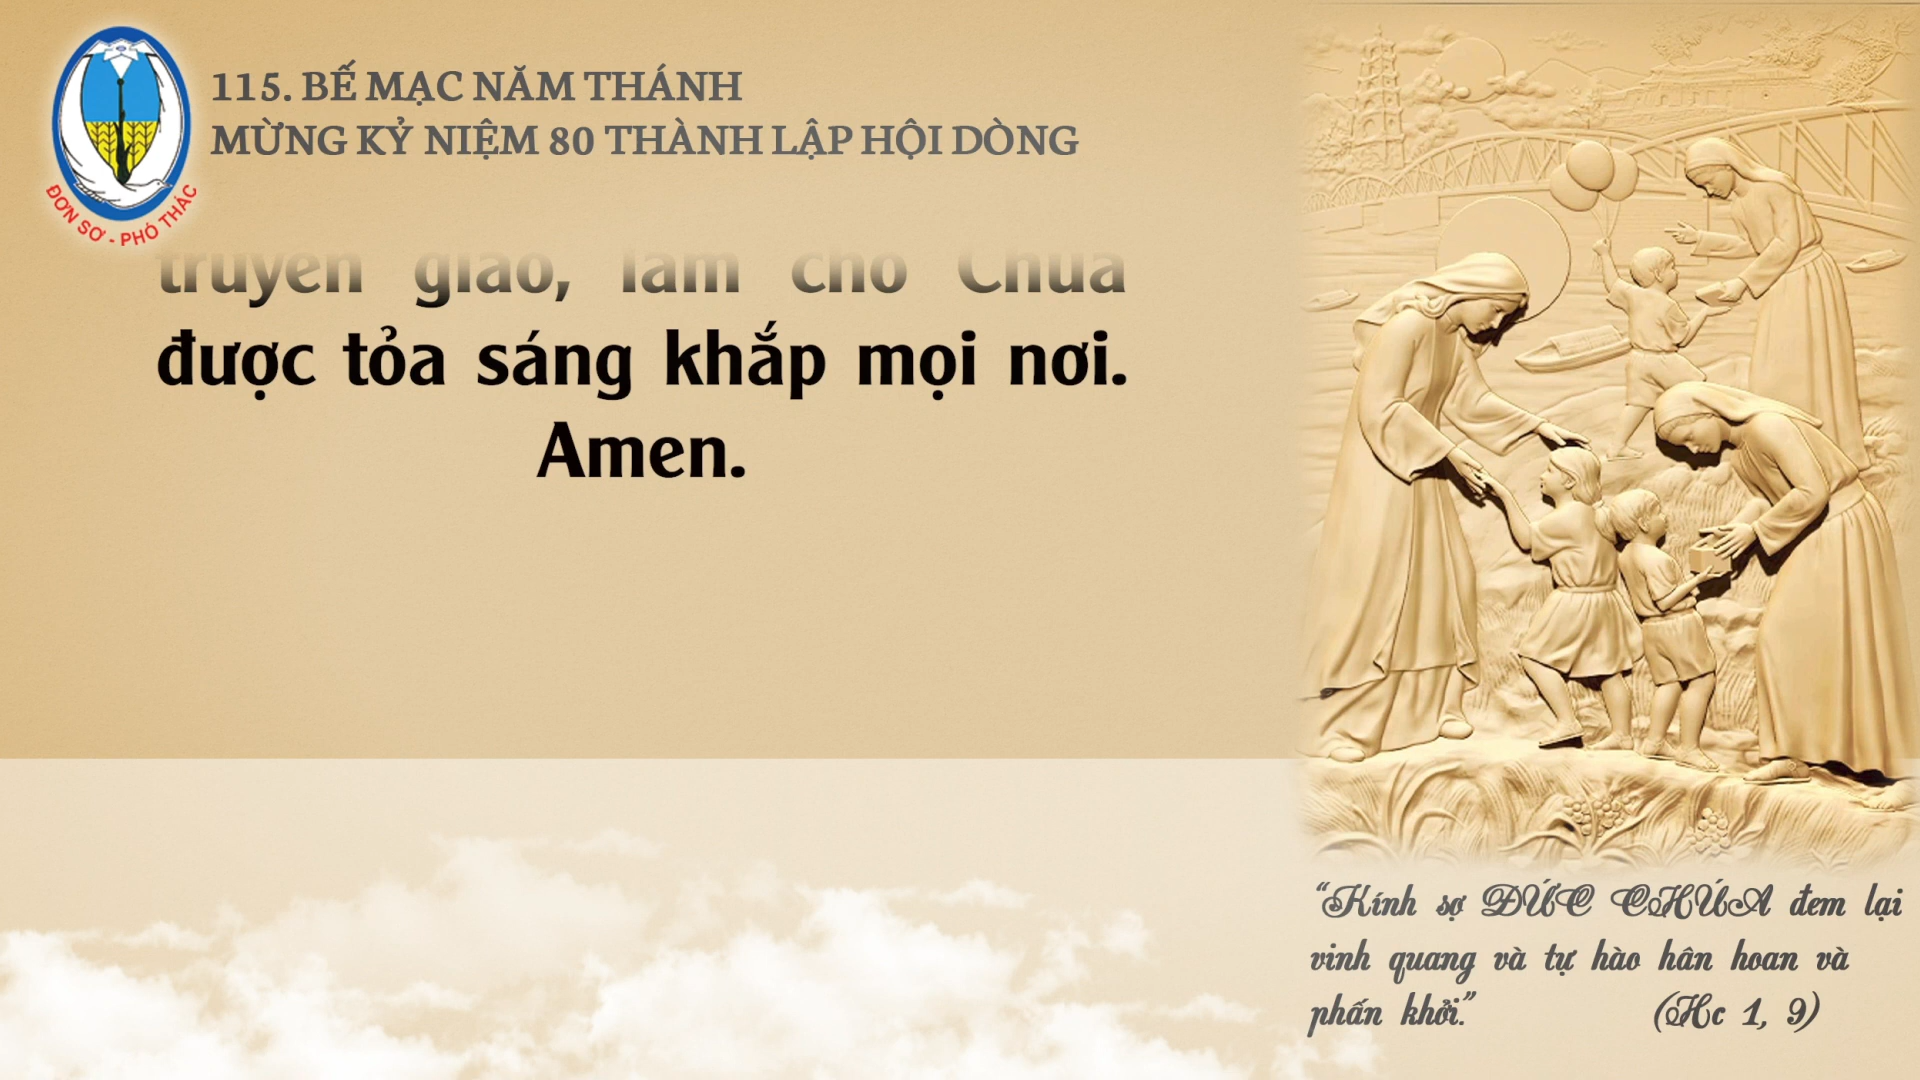 115. BẾ MẠC NĂM THÁNH
MỪNG KỶ NIỆM 80 THÀNH LẬP HỘI DÒNG
ĐƠN SƠ - PHÓ THÁC
truyền giáo, làm cho Chúa
được tỏa sáng khắp mọi nơi.
Amen.
“Kính sợ ĐỨC CHÚA đem lại
vinh quang và tự hào hân hoan và
phấn khởi.” (Hc 1, 9)